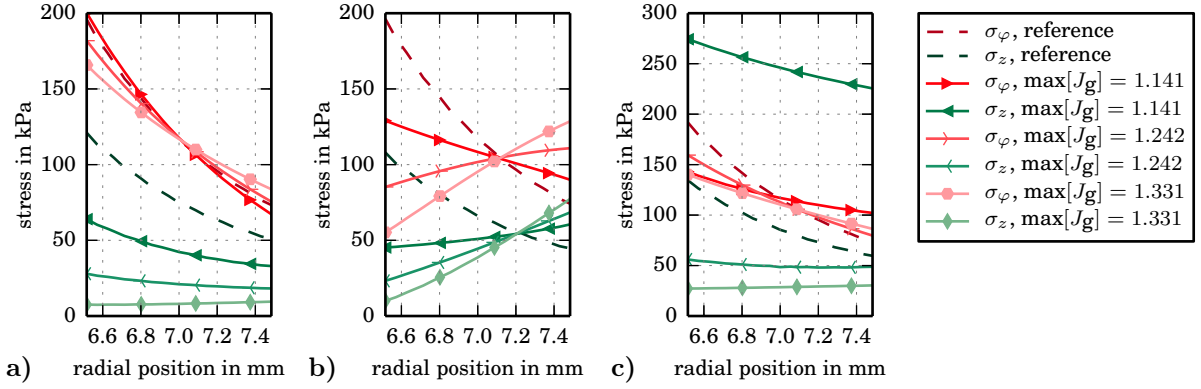 200
150
100
50
0
stress in kPa
6.6 6.8 7.0 7.2 7.4
radial position in mm
a)
200
150
100
50
0
stress in kPa
6.6 6.8 7.0 7.2 7.4
radial position in mm
b)
300
250
200
150
100
50
0
stress in kPa
6.6 6.8 7.0 7.2 7.4
radial position in mm
c)
σφ, reference
σz, reference
σφ, max[Jg] = 1.141
σz, max[Jg] = 1.141
σφ, max[Jg] = 1.242
σz, max[Jg] = 1.242
σφ, max[Jg] = 1.331
σz, max[Jg] = 1.331